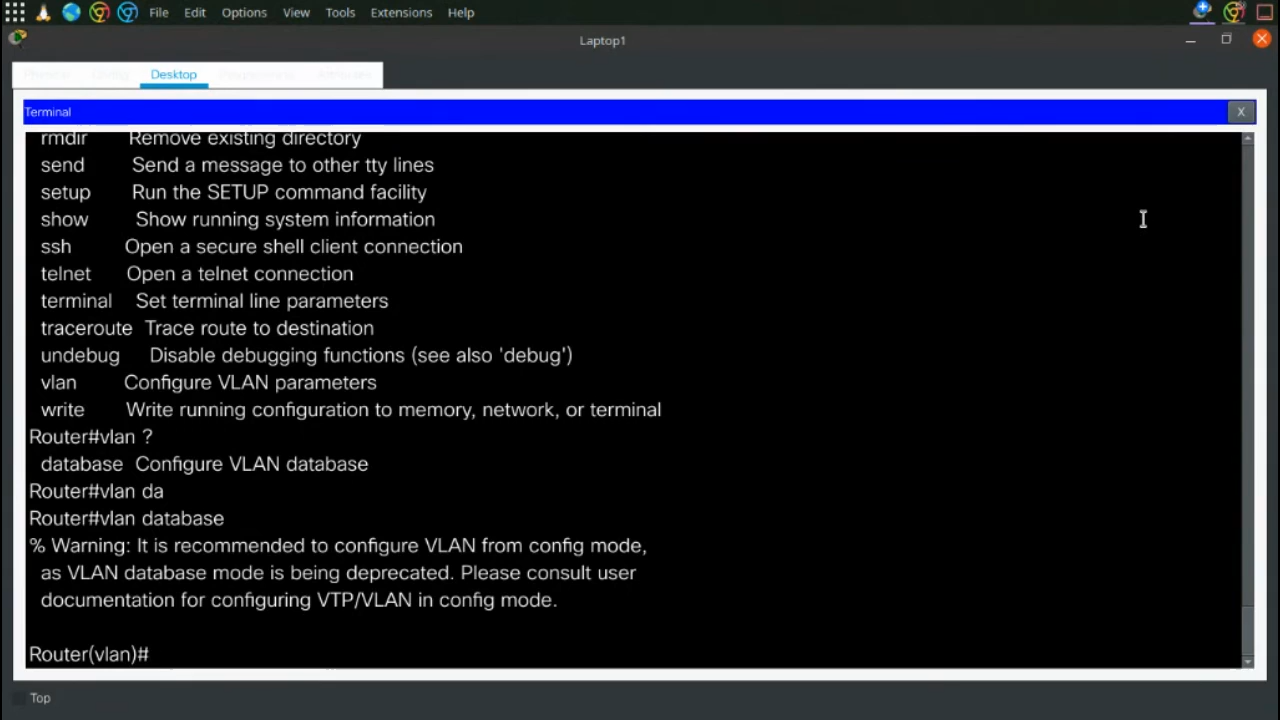 File Edit Options View Tools Extensions Help
Laptop1
Desktop
Terminal
X
rmdir Remove existing directory
send Send a message to other tty lines
setup Run the SETUP command facility
show Show running system information
ssh Open a secure shell client connection
telnet Open a telnet connection
terminal Set terminal line parameters
traceroute Trace route to destination
undebug Disable debugging functions (see also 'debug')
vlan Configure VLAN parameters
write Write running configuration to memory, network, or terminal
Router#vlan ?
database Configure VLAN database
Router#vlan da
Router#vlan database
% Warning: It is recommended to configure VLAN from config mode,
as VLAN database mode is being deprecated. Please consult user
documentation for configuring VTP/VLAN in config mode.
Router(vlan)#
Top